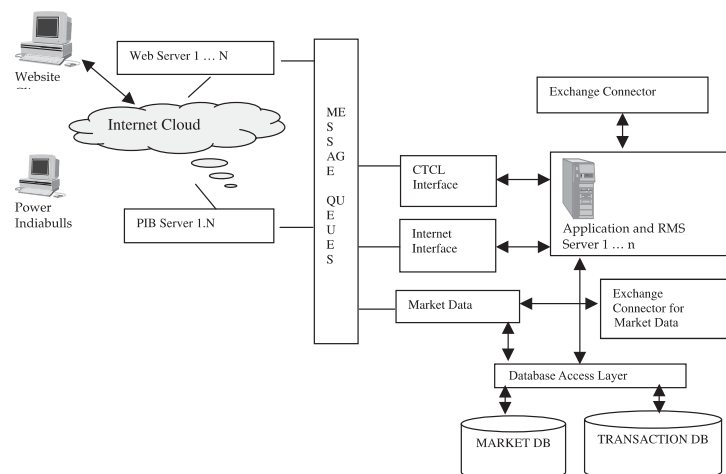 Website
Web Server 1 … N
Internet Cloud
Power
Indiabulls
PIB Server 1.N
ME
S
S
AG
E
QU
E
U
E
S
CTCL
Interface
Internet
Interface
Market Data
Exchange Connector
Application and RMS
Server 1 … n
Exchange
Connector for
Market Data
Database Access Layer
MARKET DB
TRANSACTION DB